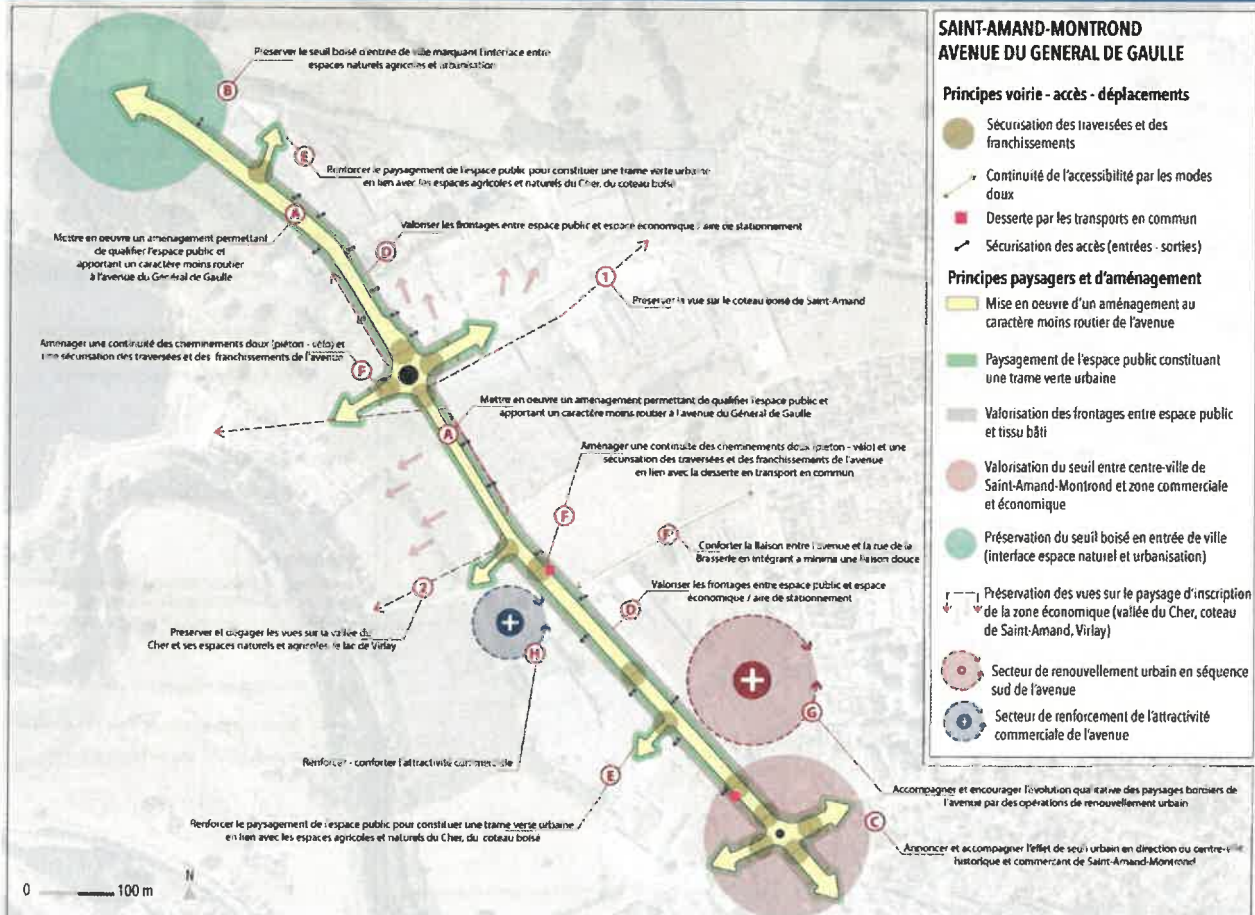 SAINT-AMAND-MONTROND
AVENUE DU GENERAL DE GAULLE
Principes voirie - accès - déplacements
Sécurisation des traversées et des
franchissements
Continuité de l'accessibilité par les modes
doux
Desserte par les transports en commun
Sécurisation des accès (entrées - sorties)
Principes paysagers et d'aménagement
Mise en oeuvre d'un aménagement au
caractère moins routier de l'avenue
Paysagement de l'espace public constituant
une trame verte urbaine
Valorisation des frontages entre espace public
et tissu bâti
Valorisation du seuil entre centre-ville de
Saint-Amand-Montrond et zone commerciale
et économique
Préservation du seuil boisé en entrée de ville
(interface espace naturel et urbanisation)
Préservation des vues sur le paysage d'inscription
de la zone économique (vallée du Cher, coteau
de Saint-Amand, Virlay)
Secteur de renouvellement urbain en séquence
sud de l'avenue
Secteur de renforcement de l'attractivité
commerciale de l'avenue
Préserver le seuil boisé d'entrée de ville marquant l'interface entre
espaces naturels agricoles et urbanisation
B
E
Renforcer le paysagement de l'espace public pour constituer une trame verte urbaine
en lien avec les espaces agricoles et naturels du Cher, du coteau boisé
A
Valoriser les frontages entre espace public et espace économique / aire de stationnement
D
Mettre en oeuvre un aménagement permettant
de qualifier l'espace public et
apportant un caractère moins routier
à l'avenue du Général de Gaulle
1
Préserver la vue sur le coteau boisé de Saint-Amand
Aménager une continuité des cheminements doux (piéton - vélo) et
une sécurisation des traversées et des franchissements de l'avenue
F
Mettre en oeuvre un aménagement permettant de qualifier l'espace public et
apportant un caractère moins routier à l'avenue du Général de Gaulle
A
Aménager une continuité des cheminements doux (piéton - vélo) et une
sécurisation des traversées et des franchissements de l'avenue
en lien avec la desserte en transport en commun
F
F'
Conforter la liaison entre l'avenue et la rue de la
Brasserie en intégrant a minima une liaison douce
2
Valoriser les frontages entre espace public et espace
économique / aire de stationnement
D
Préserver et dégager les vues sur la vallée du
Cher et ses espaces naturels et agricoles, le lac de Virlay
H
G
Renforcer - conforter l'attractivité commerciale
E
Accompagner et encourager l'évolution qualitative des paysages bordiers de
l'avenue par des opérations de renouvellement urbain
Renforcer le paysagement de l'espace public pour constituer une trame verte urbaine
en lien avec les espaces agricoles et naturels du Cher, du coteau boisé
C
Annoncer et accompagner l'effet de seuil urbain en direction du centre-ville
historique et commerçant de Saint-Amand-Montrond
0 100 m
N